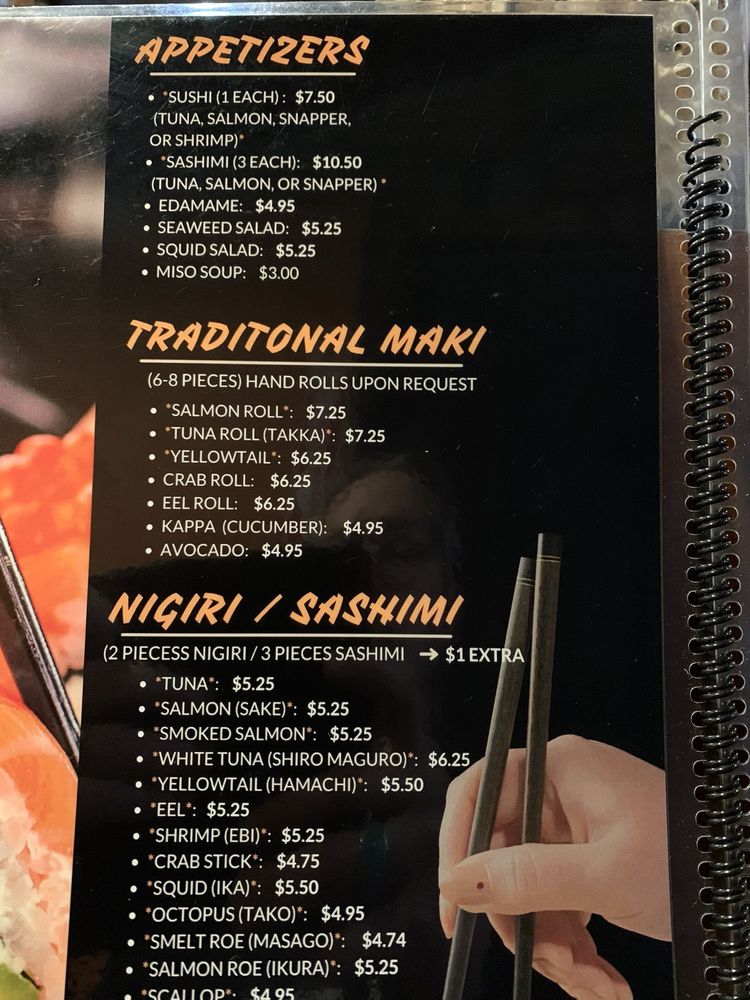 APPETIZERS
• *SUSHI (1 EACH) : $7.50
(TUNA, SALMON, SNAPPER,
OR SHRIMP)*
• *SASHIMI (3 EACH): $10.50
(TUNA, SALMON, OR SNAPPER) *
• EDAMAME: $4.95
• SEAWEED SALAD: $5.25
• SQUID SALAD: $5.25
• MISO SOUP: $3.00
TRADITONAL MAKI
(6-8 PIECES) HAND ROLLS UPON REQUEST
• *SALMON ROLL*: $7.25
• *TUNA ROLL (TAKKA)*: $7.25
• *YELLOWTAIL*: $6.25
• CRAB ROLL: $6.25
• EEL ROLL: $6.25
• KAPPA (CUCUMBER): $4.95
• AVOCADO: $4.95
NIGIRI / SASHIMI
(2 PIECESS NIGIRI / 3 PIECES SASHIMI → $1 EXTRA
• *TUNA*: $5.25
• *SALMON (SAKE)*: $5.25
• *SMOKED SALMON*: $5.25
• *WHITE TUNA (SHIRO MAGURO)*: $6.25
• *YELLOWTAIL (HAMACHI)*: $5.50
• *EEL*: $5.25
• *SHRIMP (EBI)*: $5.25
• *CRAB STICK*: $4.75
• *SQUID (IKA)*: $5.50
• *OCTOPUS (TAKO)*: $4.95
• *SMELT ROE (MASAGO)*: $4.74
• *SALMON ROE (IKURA)*: $5.25
• *SCALLOP*: $4.95